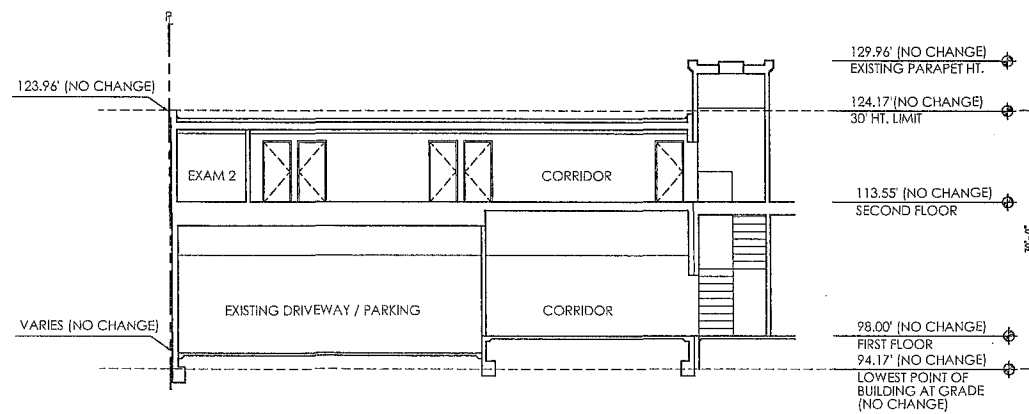 129.96' (NO CHANGE)
EXISTING PARAPET HT.
123.96' (NO CHANGE)
124.17'(NO CHANGE)
30' HT. LIMIT
EXAM 2
CORRIDOR
113.55' (NO CHANGE)
SECOND FLOOR
EXISTING DRIVEWAY / PARKING
CORRIDOR
VARIES (NO CHANGE)
98.00' (NO CHANGE)
FIRST FLOOR
94.17' (NO CHANGE)
LOWEST POINT OF
BUILDING AT GRADE
(NO CHANGE)